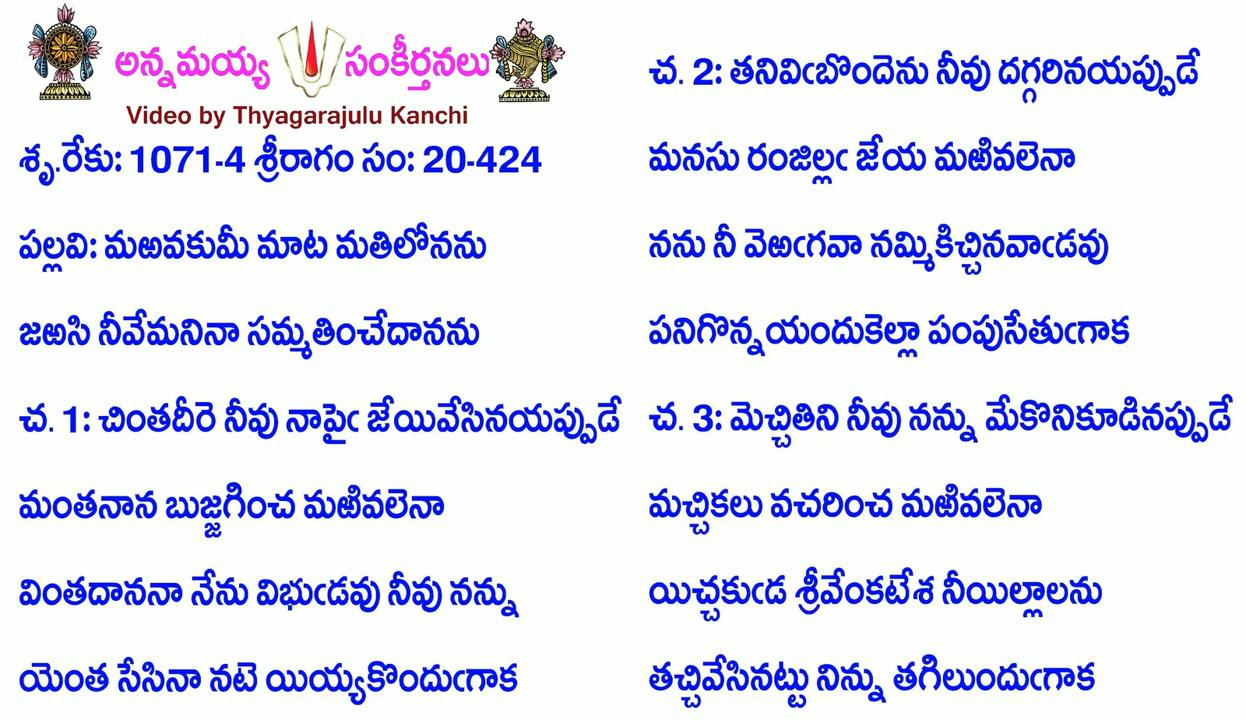 అన్నమయ్య సంకీర్తనలు
Video by Thyagarajulu Kanchi
శృ.రేకు: 1071-4 శ్రీరాగం సం: 20-424
పల్లవి: మఱవకుమీ మాట మతిలోనను
జఱసి నీవేమనినా సమ్మతించేదానను
చ. 1: చింతదీరె నీవు నాపైఁ జేయివేసినయప్పుడే
మంతనాన బుజ్జగించ మఱివలెనా
వింతదాననా నేను విభుఁడవు నీవు నన్ను
యెంత సేసినా నటె యియ్యకొందుఁగాక
చ. 2: తనివిఁబొందెను నీవు దగ్గరినయప్పుడే
మనసు రంజిల్లఁ జేయ మఱివలెనా
నను నీ వెఱఁగవా నమ్మికిచ్చినవాఁడవు
పనిగొన్నయందుకెల్లా పంపుసేతుఁగాక
చ. 3: మెచ్చితిని నీవు నన్ను మేకొనికూడినప్పుడే
మచ్చికలు వచరించ మఱివలెనా
యిచ్చకుఁడ శ్రీవేంకటేశ నీయిల్లాలను
తచ్చివేసినట్టు నిన్ను తగిలుందుఁగాక